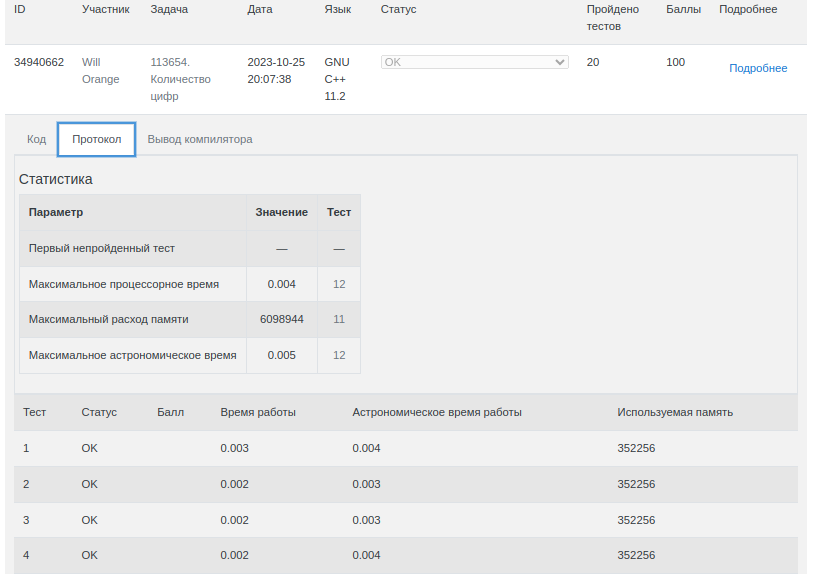 ID Участник Задача Дата Язык Статус Пройдено тестов Баллы Подробнее
34940662 Will Orange 113654. Количество цифр 2023-10-25 20:07:38 GNU C++ 11.2 OK 20 100 Подробнее
Код Протокол Вывод компилятора
Статистика
Параметр Значение Тест
Первый непройденный тест — —
Максимальное процессорное время 0.004 12
Максимальный расход памяти 6098944 11
Максимальное астрономическое время 0.005 12
Тест Статус Балл Время работы Астрономическое время работы Используемая память
1 OK 0.003 0.004 352256
2 OK 0.002 0.003 352256
3 OK 0.002 0.003 352256
4 OK 0.002 0.004 352256